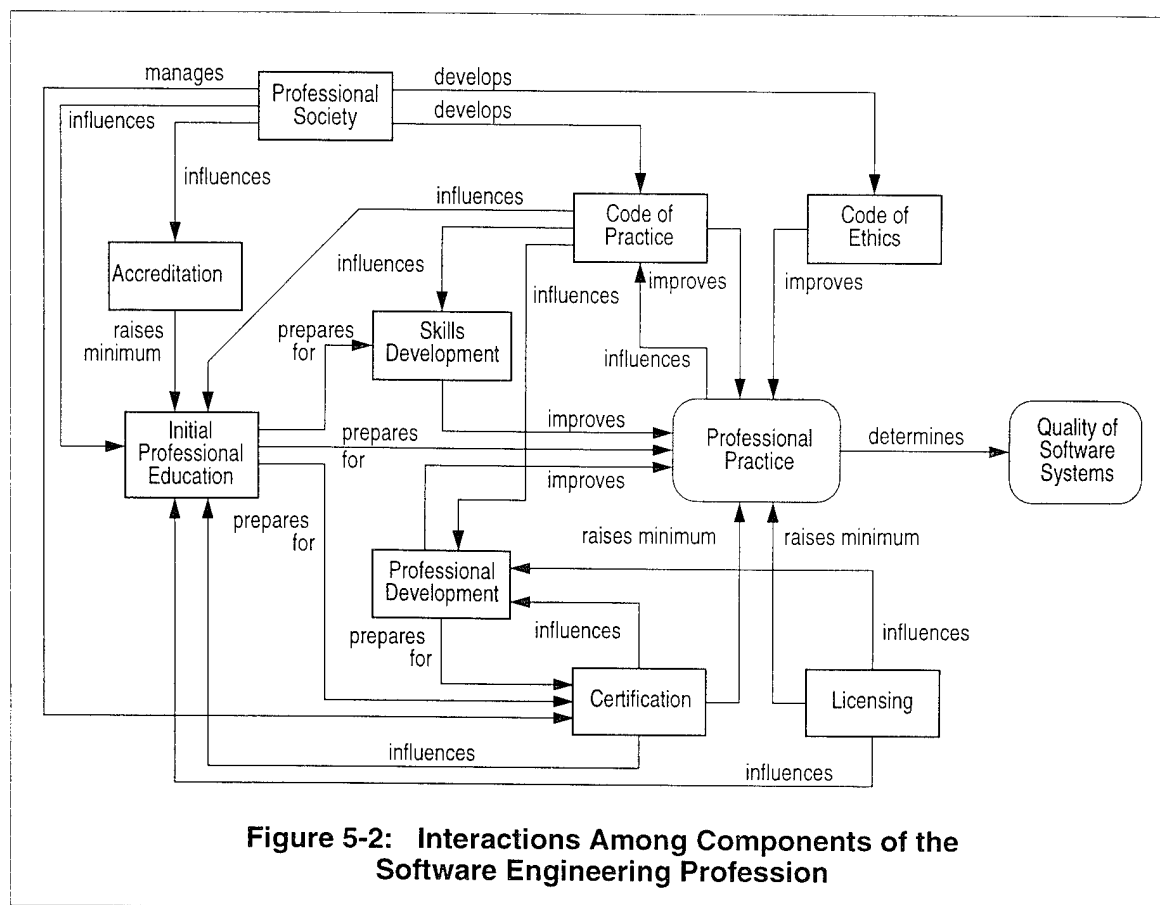 manages
develops
Professional
Society
influences
develops
influences
influences
Code of
Practice
Code of
Ethics
Accreditation
influences
influences
improves
improves
raises
minimum
prepares
for
Skills
Development
influences
Initial
Professional
Education
prepares
for
improves
improves
Professional
Practice
determines
Quality of
Software
Systems
prepares
for
raises minimum
raises minimum
Professional
Development
prepares
for
influences
influences
Certification
Licensing
influences
influences
Figure 5-2: Interactions Among Components of the
Software Engineering Profession